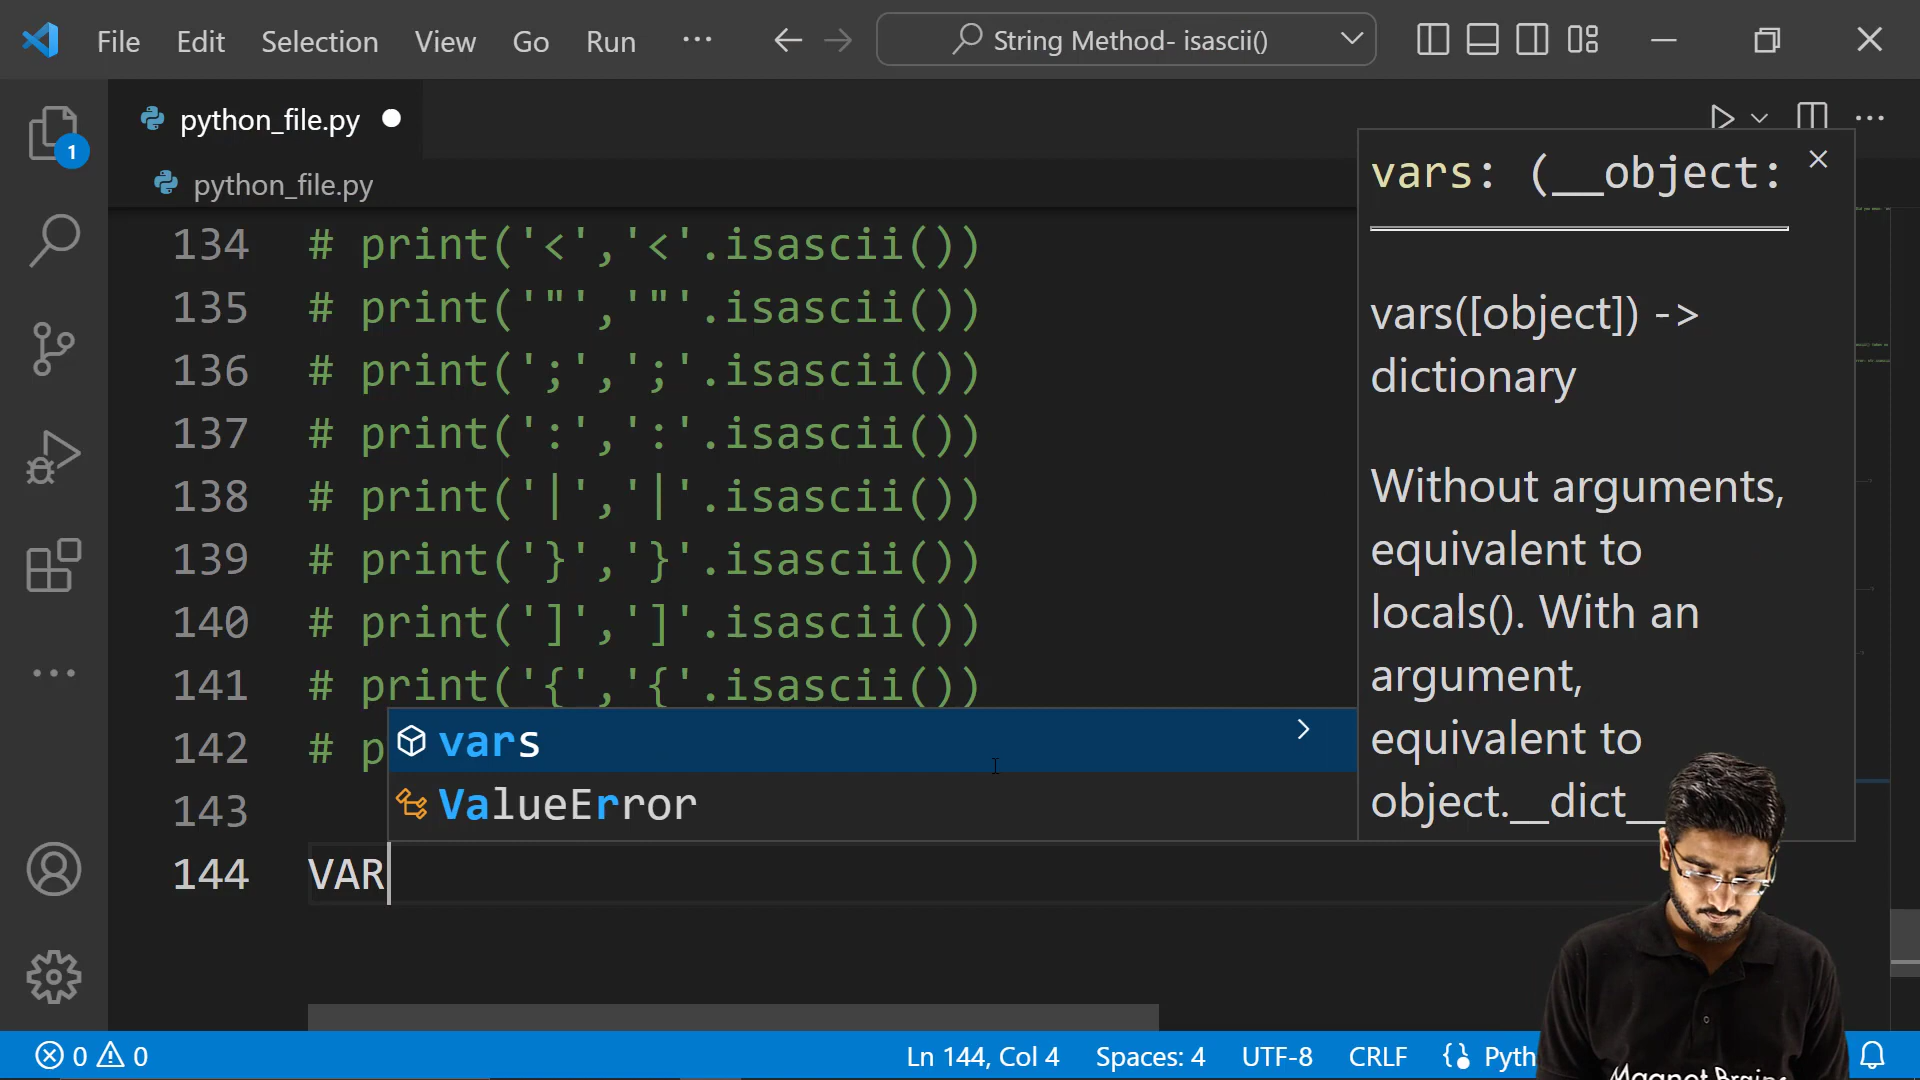 File Edit Selection View Go Run ... String Method- isascii()
python_file.py
1
python_file.py
134 # print('<','<'.isascii())
135 # print('"','"'.isascii())
136 # print(';',';'.isascii())
137 # print(':',':'.isascii())
138 # print('|','|'.isascii())
139 # print('}','}'.isascii())
140 # print(']',']'.isascii())
141 # print('{','{'.isascii())
142 # p
143
144 VAR
vars
ValueError
vars: (__object:
vars([object]) ->
dictionary
Without arguments,
equivalent to
locals(). With an
argument,
equivalent to
object.__dict__
0 0 Ln 144, Col 4 Spaces: 4 UTF-8 CRLF Pyth
Magnet Brains